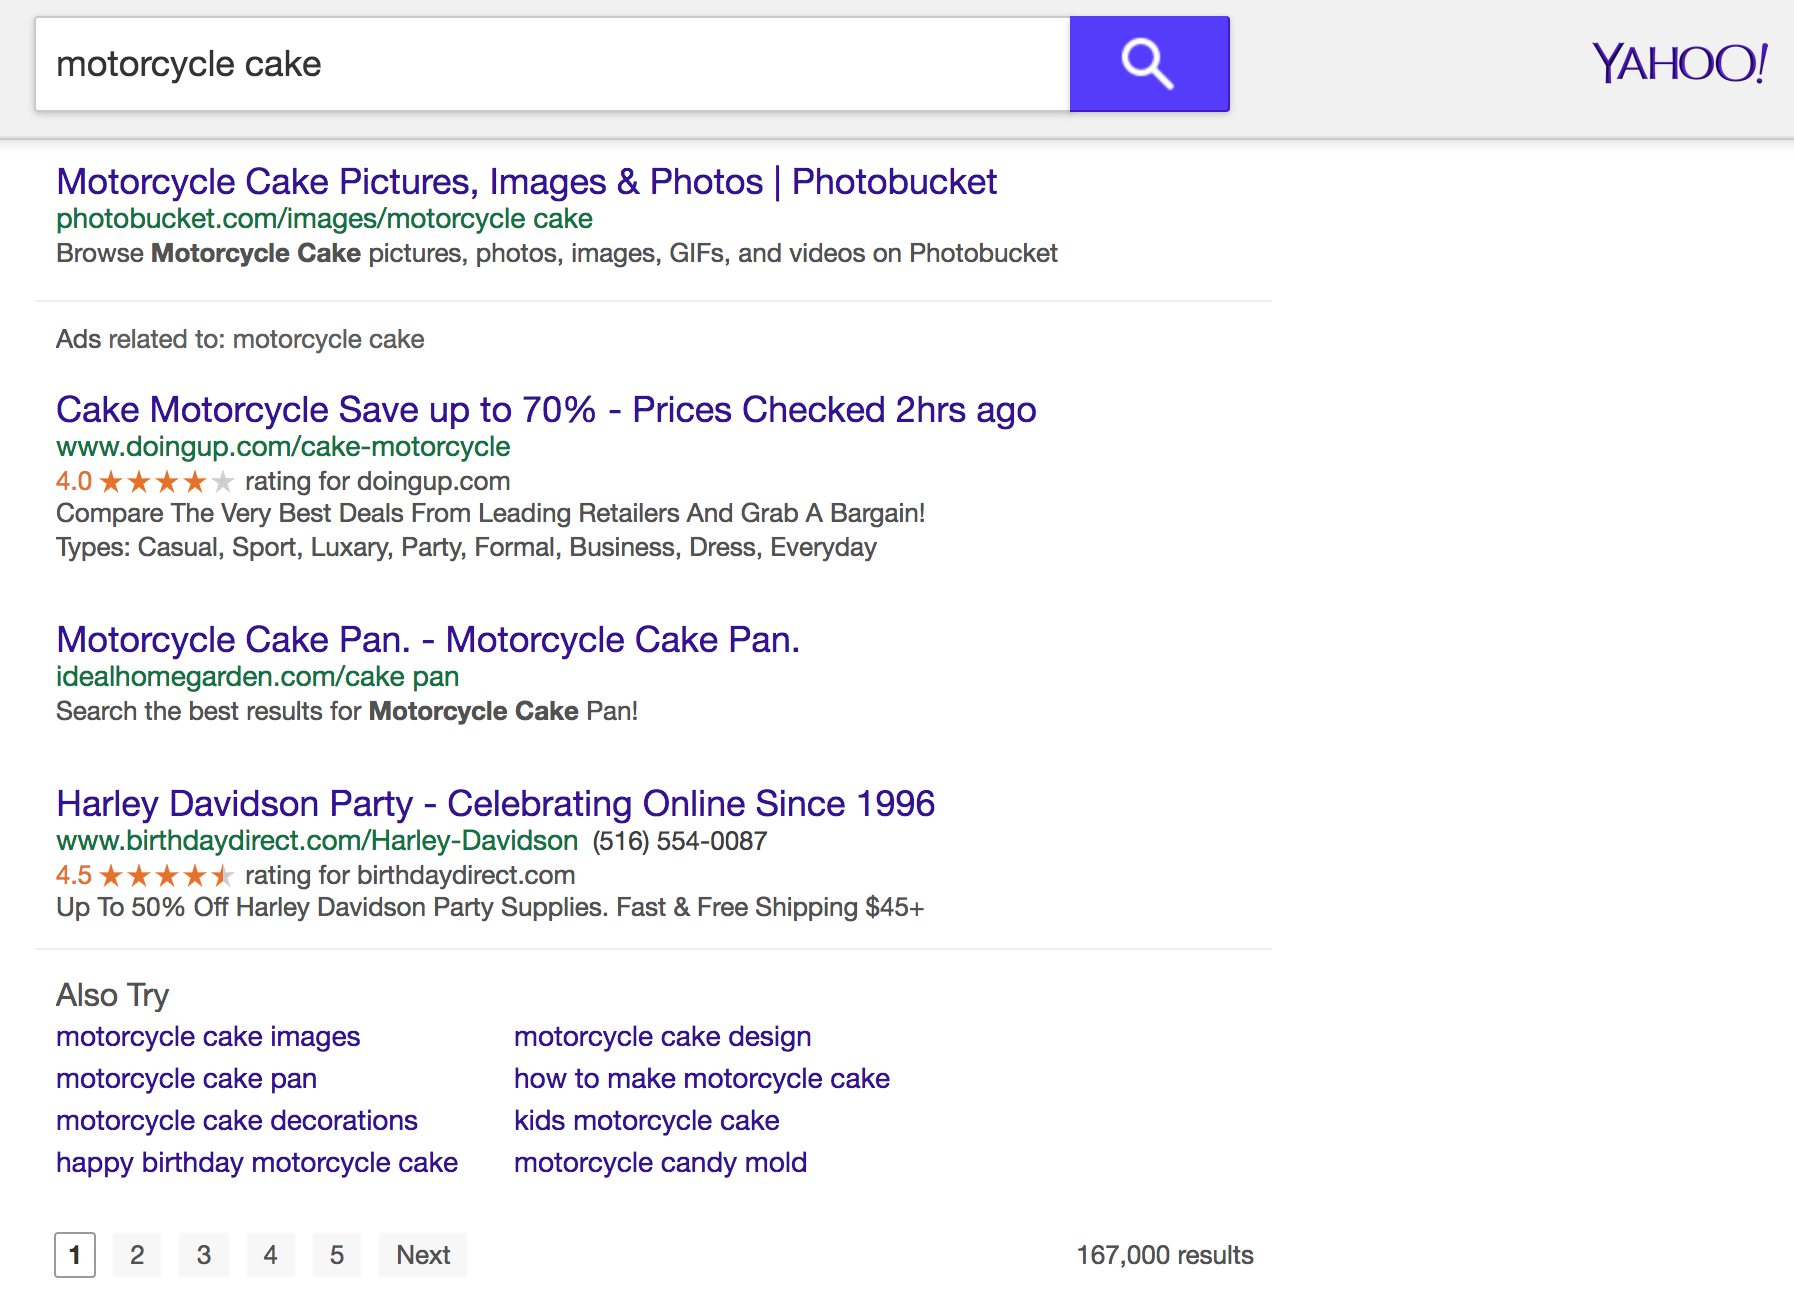 motorcycle cake
YAHOO!
Motorcycle Cake Pictures, Images & Photos | Photobucket
photobucket.com/images/motorcycle cake
Browse Motorcycle Cake pictures, photos, images, GIFs, and videos on Photobucket
Ads related to: motorcycle cake
Cake Motorcycle Save up to 70% - Prices Checked 2hrs ago
www.doingup.com/cake-motorcycle
4.0 ★★★★★ rating for doingup.com
Compare The Very Best Deals From Leading Retailers And Grab A Bargain!
Types: Casual, Sport, Luxary, Party, Formal, Business, Dress, Everyday
Motorcycle Cake Pan. - Motorcycle Cake Pan.
idealhomegarden.com/cake pan
Search the best results for Motorcycle Cake Pan!
Harley Davidson Party - Celebrating Online Since 1996
www.birthdaydirect.com/Harley-Davidson (516) 554-0087
4.5 ★★★★★ rating for birthdaydirect.com
Up To 50% Off Harley Davidson Party Supplies. Fast & Free Shipping $45+
Also Try
motorcycle cake images motorcycle cake design
motorcycle cake pan how to make motorcycle cake
motorcycle cake decorations kids motorcycle cake
happy birthday motorcycle cake motorcycle candy mold
1 2 3 4 5 Next 167,000 results